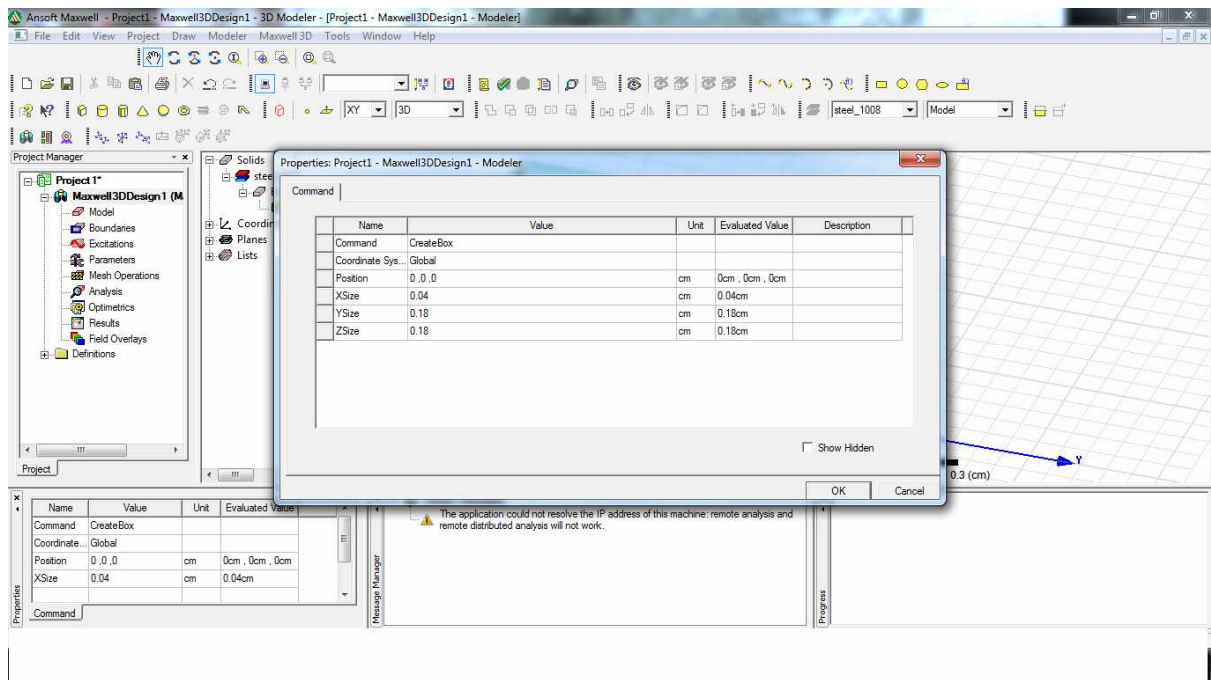 Ansoft Maxwell - Project1 - Maxwell3DDesign1 - 3D Modeler - [Project1 - Maxwell3DDesign1 - Modeler]
File Edit View Project Draw Modeler Maxwell 3D Tools Window Help
XY 3D steel_1008 Model
Project Manager
Project1*
Maxwell3DDesign1 (M
Model
Boundaries
Excitations
Parameters
Mesh Operations
Analysis
Optimetrics
Results
Field Overlays
Definitions
Project
Solids
stee
Coordin
Planes
Lists
Properties: Project1 - Maxwell3DDesign1 - Modeler
Command
Name Value Unit Evaluated Value Description
Command CreateBox
Coordinate Sys... Global
Position 0 ,0 ,0 cm 0cm , 0cm , 0cm
XSize 0.04 cm 0.04cm
YSize 0.18 cm 0.18cm
ZSize 0.18 cm 0.18cm
Show Hidden
OK Cancel
Y
0.3 (cm)
Name Value Unit Evaluated Value
Command CreateBox
Coordinate... Global
Position 0 ,0 ,0 cm 0cm , 0cm , 0cm
XSize 0.04 cm 0.04cm
Command
Properties
The application could not resolve the IP address of this machine: remote analysis and
remote distributed analysis will not work.
Message Manager
Progress